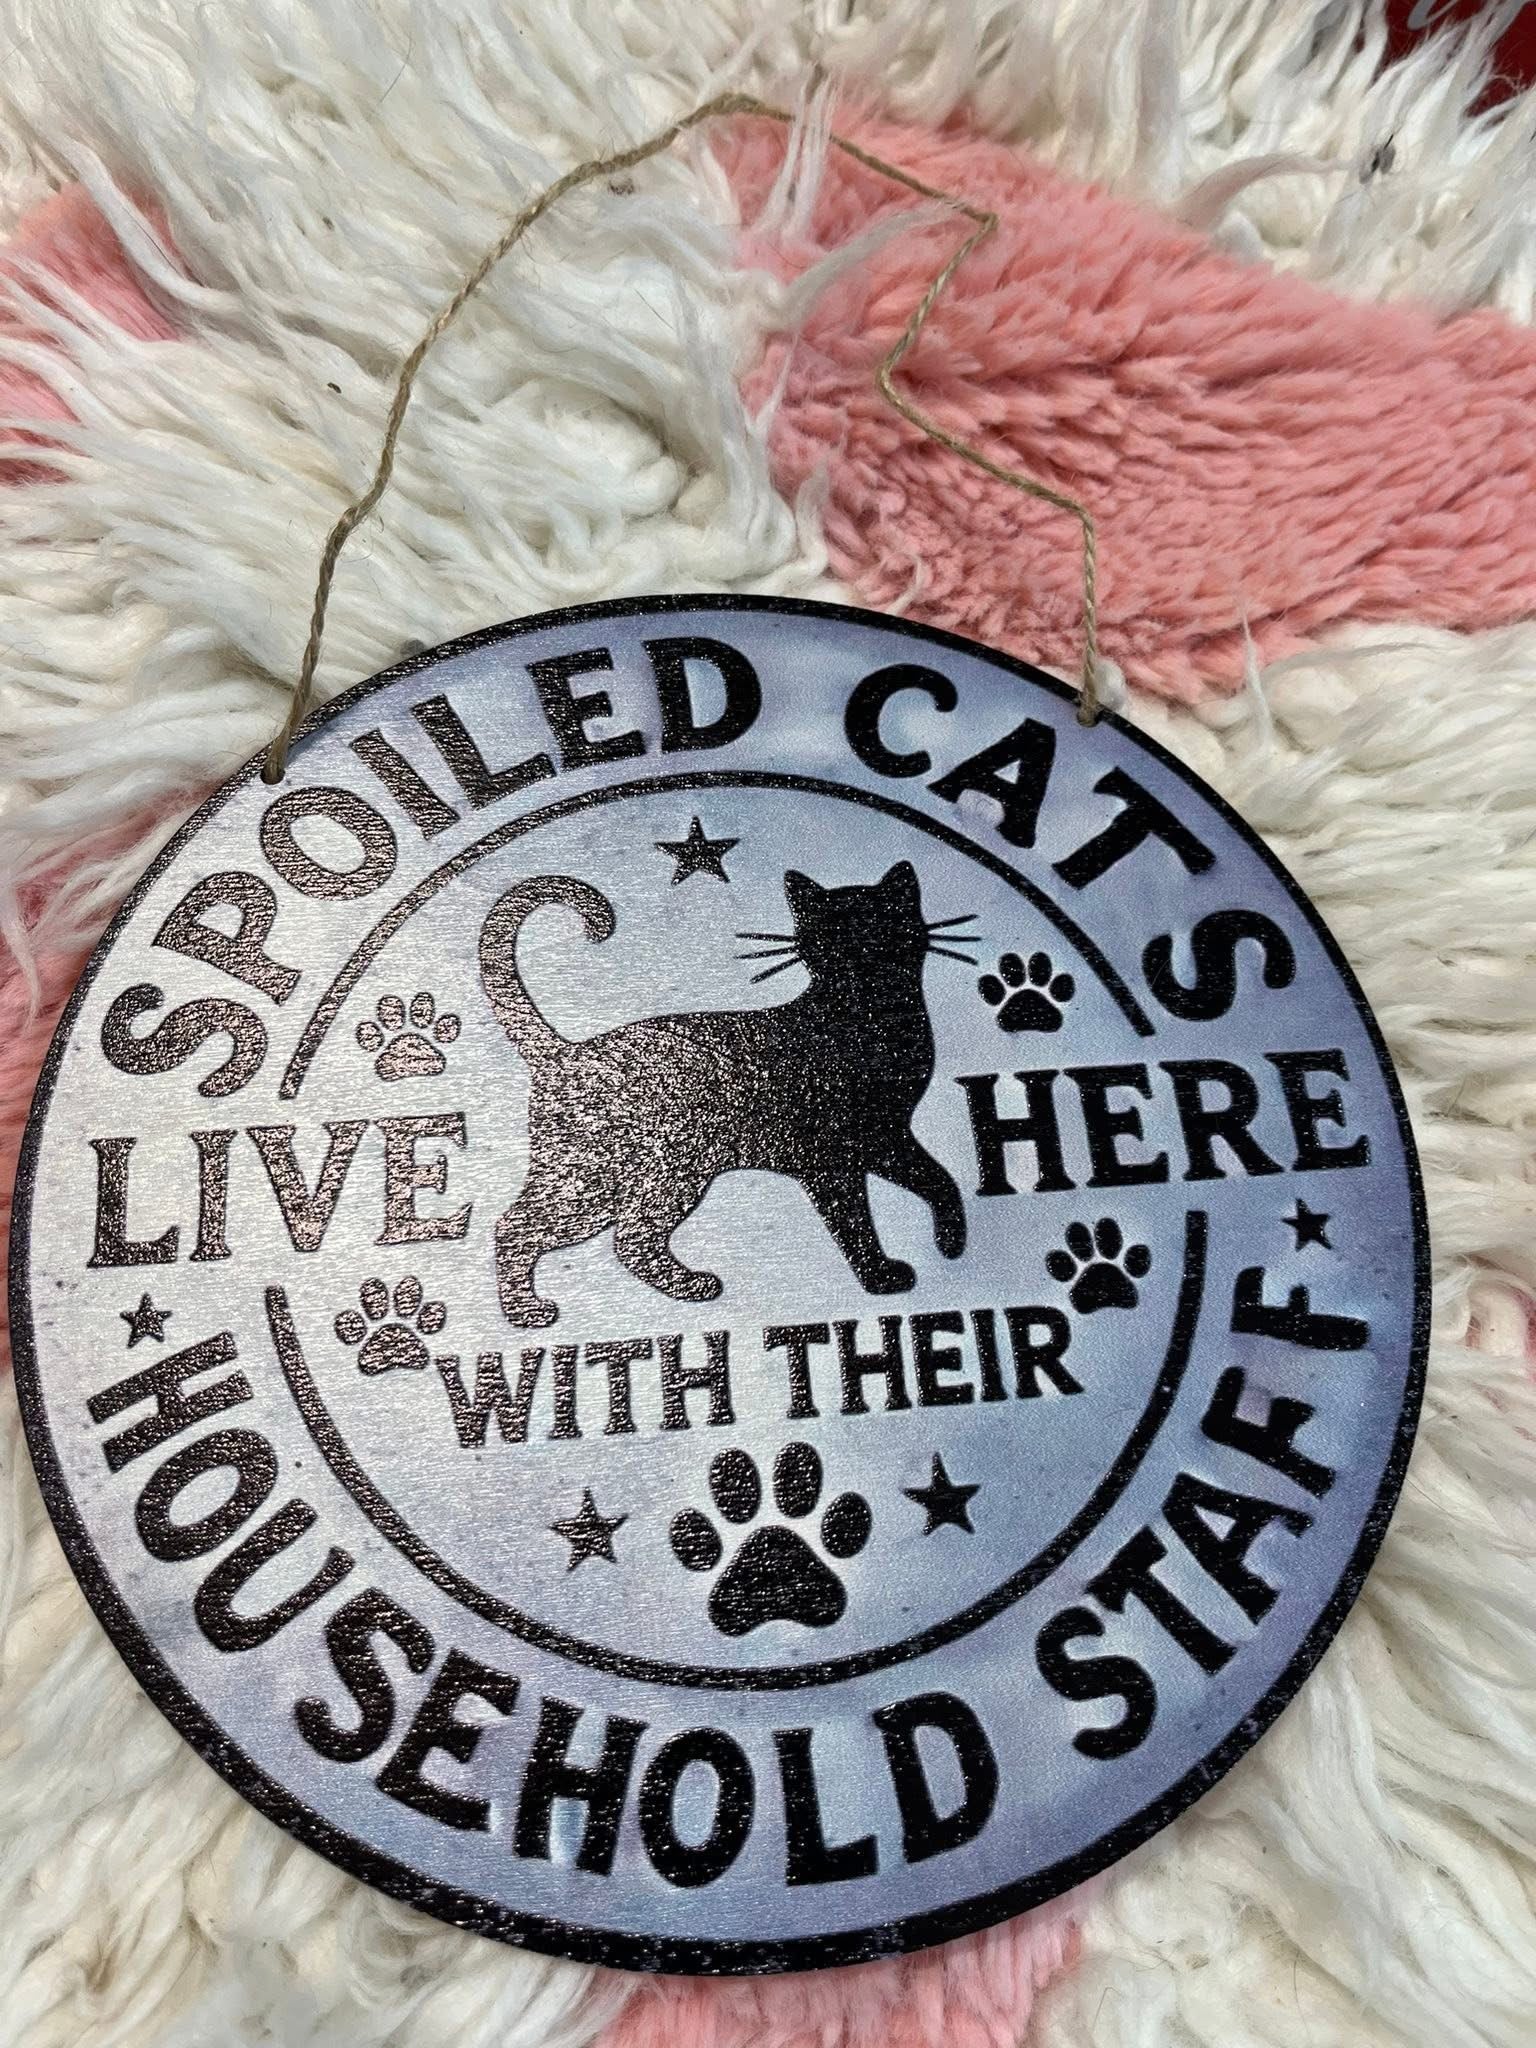 SPOILED CATS
LIVE HERE
WITH THEIR
HOUSEHOLD STAFF